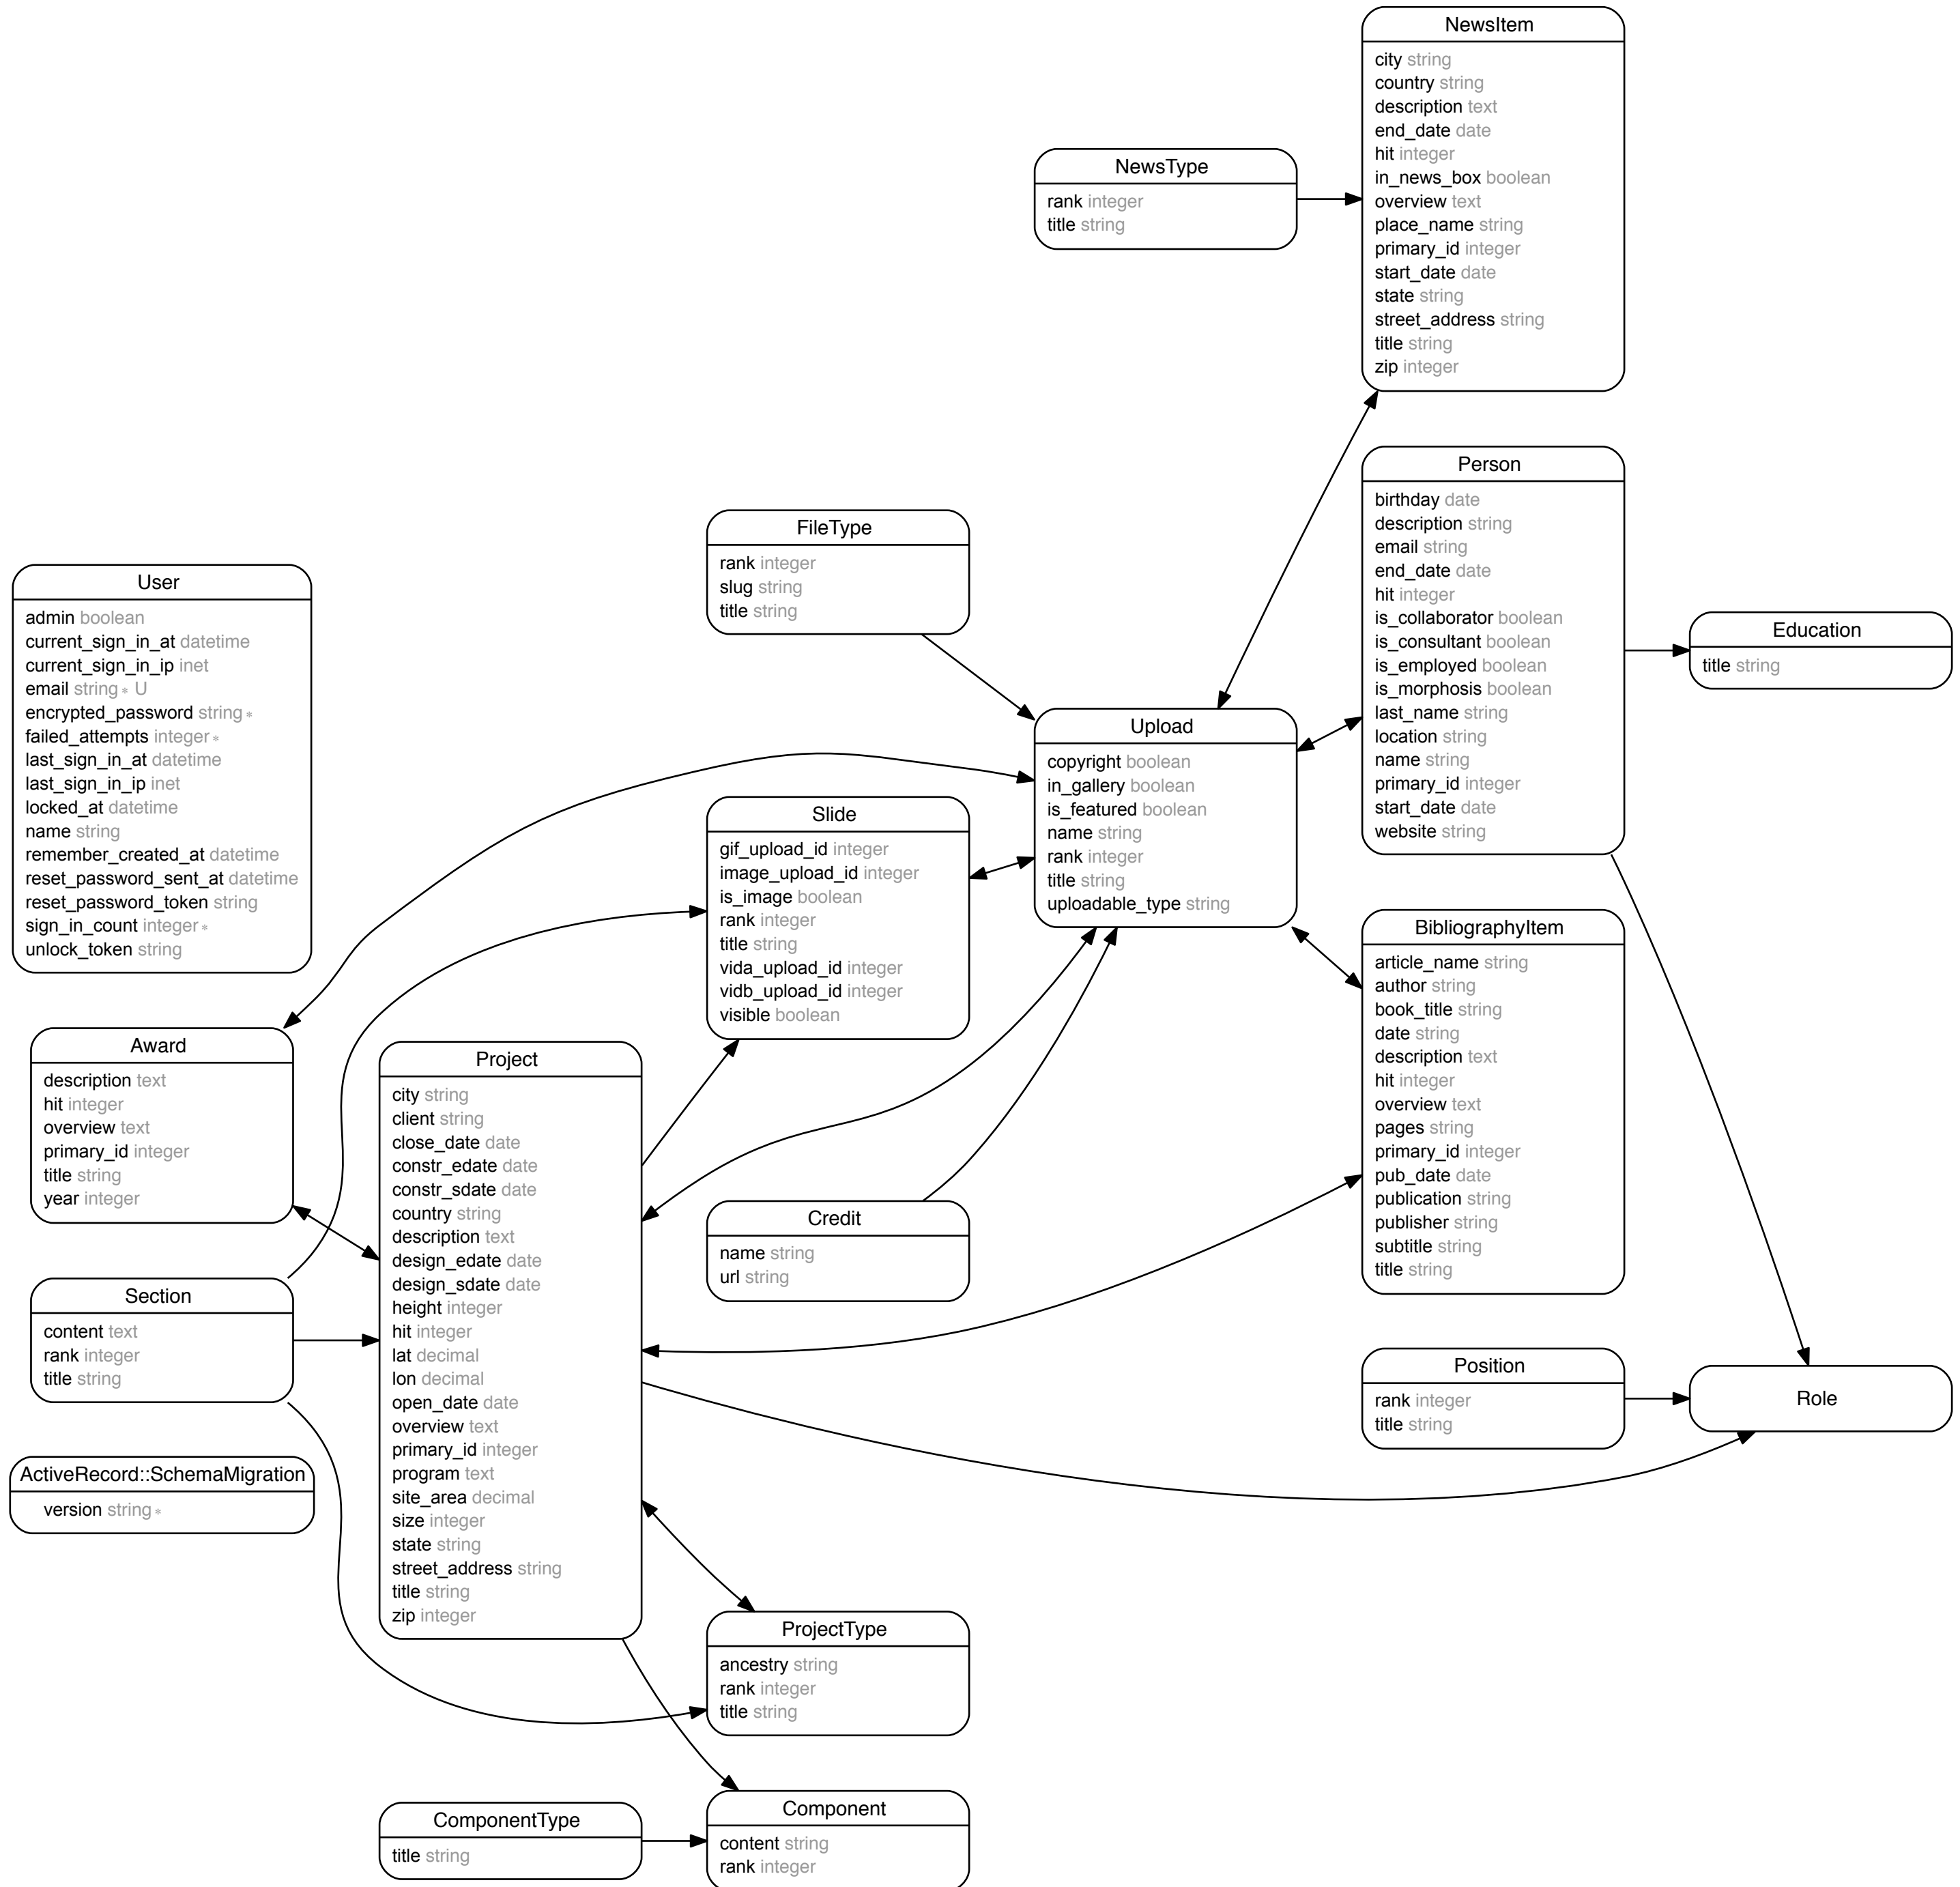 NewsItem
city string
country string
description text
end_date date
hit integer
in_news_box boolean
overview text
place_name string
primary_id integer
start_date date
state string
street_address string
title string
zip integer
NewsType
rank integer
title string
Person
birthday date
description string
email string
end_date date
hit integer
is_collaborator boolean
is_consultant boolean
is_employed boolean
is_morphosis boolean
last_name string
location string
name string
primary_id integer
start_date date
website string
FileType
rank integer
slug string
title string
User
admin boolean
current_sign_in_at datetime
current_sign_in_ip inet
email string * U
encrypted_password string *
failed_attempts integer *
last_sign_in_at datetime
last_sign_in_ip inet
locked_at datetime
name string
remember_created_at datetime
reset_password_sent_at datetime
reset_password_token string
sign_in_count integer *
unlock_token string
Education
title string
Upload
copyright boolean
in_gallery boolean
is_featured boolean
name string
rank integer
title string
uploadable_type string
Slide
gif_upload_id integer
image_upload_id integer
is_image boolean
rank integer
title string
vida_upload_id integer
vidb_upload_id integer
visible boolean
BibliographyItem
article_name string
author string
book_title string
date string
description text
hit integer
overview text
pages string
primary_id integer
pub_date date
publication string
publisher string
subtitle string
title string
Award
description text
hit integer
overview text
primary_id integer
title string
year integer
Project
city string
client string
close_date date
constr_edate date
constr_sdate date
country string
description text
design_edate date
design_sdate date
height integer
hit integer
lat decimal
lon decimal
open_date date
overview text
primary_id integer
program text
site_area decimal
size integer
state string
street_address string
title string
zip integer
Credit
name string
url string
Section
content text
rank integer
title string
Position
rank integer
title string
Role
ActiveRecord::SchemaMigration
version string *
ProjectType
ancestry string
rank integer
title string
ComponentType
title string
Component
content string
rank integer